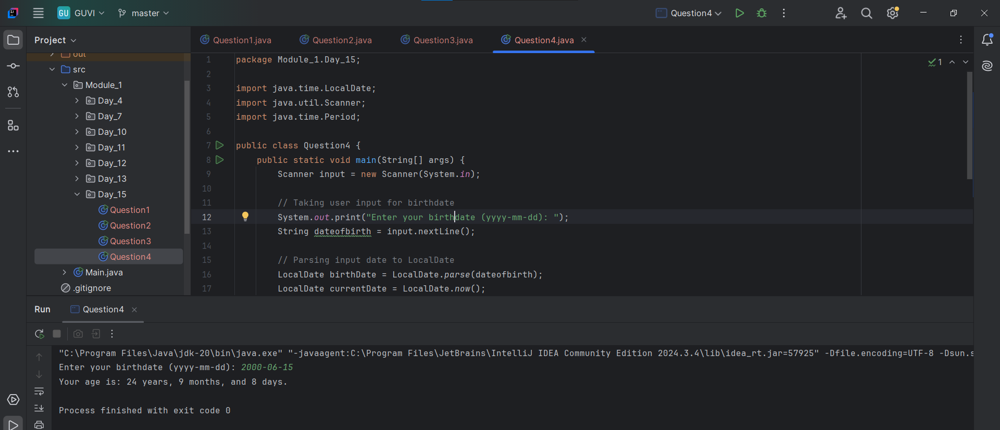 GU GUVI master Question4
Project
Question1.java Question2.java Question3.java Question4.java
out
src
Module_1
Day_4
Day_7
Day_10
Day_11
Day_12
Day_13
Day_15
Question1
Question2
Question3
Question4
Main.java
.gitignore
1 package Module_1.Day_15;
1
2
3 import java.time.LocalDate;
4 import java.util.Scanner;
5 import java.time.Period;
6
7 public class Question4 {
8 public static void main(String[] args) {
9 Scanner input = new Scanner(System.in);
10
11 // Taking user input for birthdate
12 System.out.print("Enter your birthdate (yyyy-mm-dd): ");
13 String dateofbirth = input.nextLine();
14
15 // Parsing input date to LocalDate
16 LocalDate birthDate = LocalDate.parse(dateofbirth);
17 LocalDate currentDate = LocalDate.now();
Run Question4
"C:\Program Files\Java\jdk-20\bin\java.exe" "-javaagent:C:\Program Files\JetBrains\IntelliJ IDEA Community Edition 2024.3.4\lib\idea_rt.jar=57925" -Dfile.encoding=UTF-8 -Dsun.s
Enter your birthdate (yyyy-mm-dd): 2000-06-15
Your age is: 24 years, 9 months, and 8 days.
Process finished with exit code 0